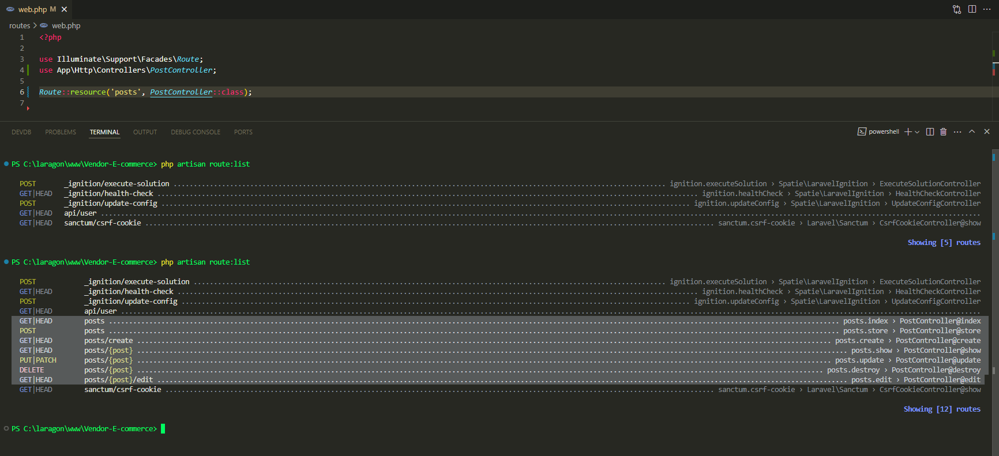 web.php M
routes > web.php
1 <?php
2
3 use Illuminate\Support\Facades\Route;
4 use App\Http\Controllers\PostController;
5
6 Route::resource('posts', PostController::class);
7
DEVDB PROBLEMS TERMINAL OUTPUT DEBUG CONSOLE PORTS powershell
PS C:\laragon\www\Vendor-E-commerce> php artisan route:list
POST _ignition/execute-solution ... ignition.executeSolution › Spatie\LaravelIgnition › ExecuteSolutionController
GET|HEAD _ignition/health-check ... ignition.healthCheck › Spatie\LaravelIgnition › HealthCheckController
POST _ignition/update-config ... ignition.updateConfig › Spatie\LaravelIgnition › UpdateConfigController
GET|HEAD api/user ...
GET|HEAD sanctum/csrf-cookie ... sanctum.csrf-cookie › Laravel\Sanctum › CsrfCookieController@show
Showing [5] routes
PS C:\laragon\www\Vendor-E-commerce> php artisan route:list
POST _ignition/execute-solution ... ignition.executeSolution › Spatie\LaravelIgnition › ExecuteSolutionController
GET|HEAD _ignition/health-check ... ignition.healthCheck › Spatie\LaravelIgnition › HealthCheckController
POST _ignition/update-config ... ignition.updateConfig › Spatie\LaravelIgnition › UpdateConfigController
GET|HEAD api/user ...
GET|HEAD posts ... posts.index › PostController@index
POST posts ... posts.store › PostController@store
GET|HEAD posts/create ... posts.create › PostController@create
GET|HEAD posts/{post} ... posts.show › PostController@show
PUT|PATCH posts/{post} ... posts.update › PostController@update
DELETE posts/{post} ... posts.destroy › PostController@destroy
GET|HEAD posts/{post}/edit ... posts.edit › PostController@edit
GET|HEAD sanctum/csrf-cookie ... sanctum.csrf-cookie › Laravel\Sanctum › CsrfCookieController@show
Showing [12] routes
PS C:\laragon\www\Vendor-E-commerce>